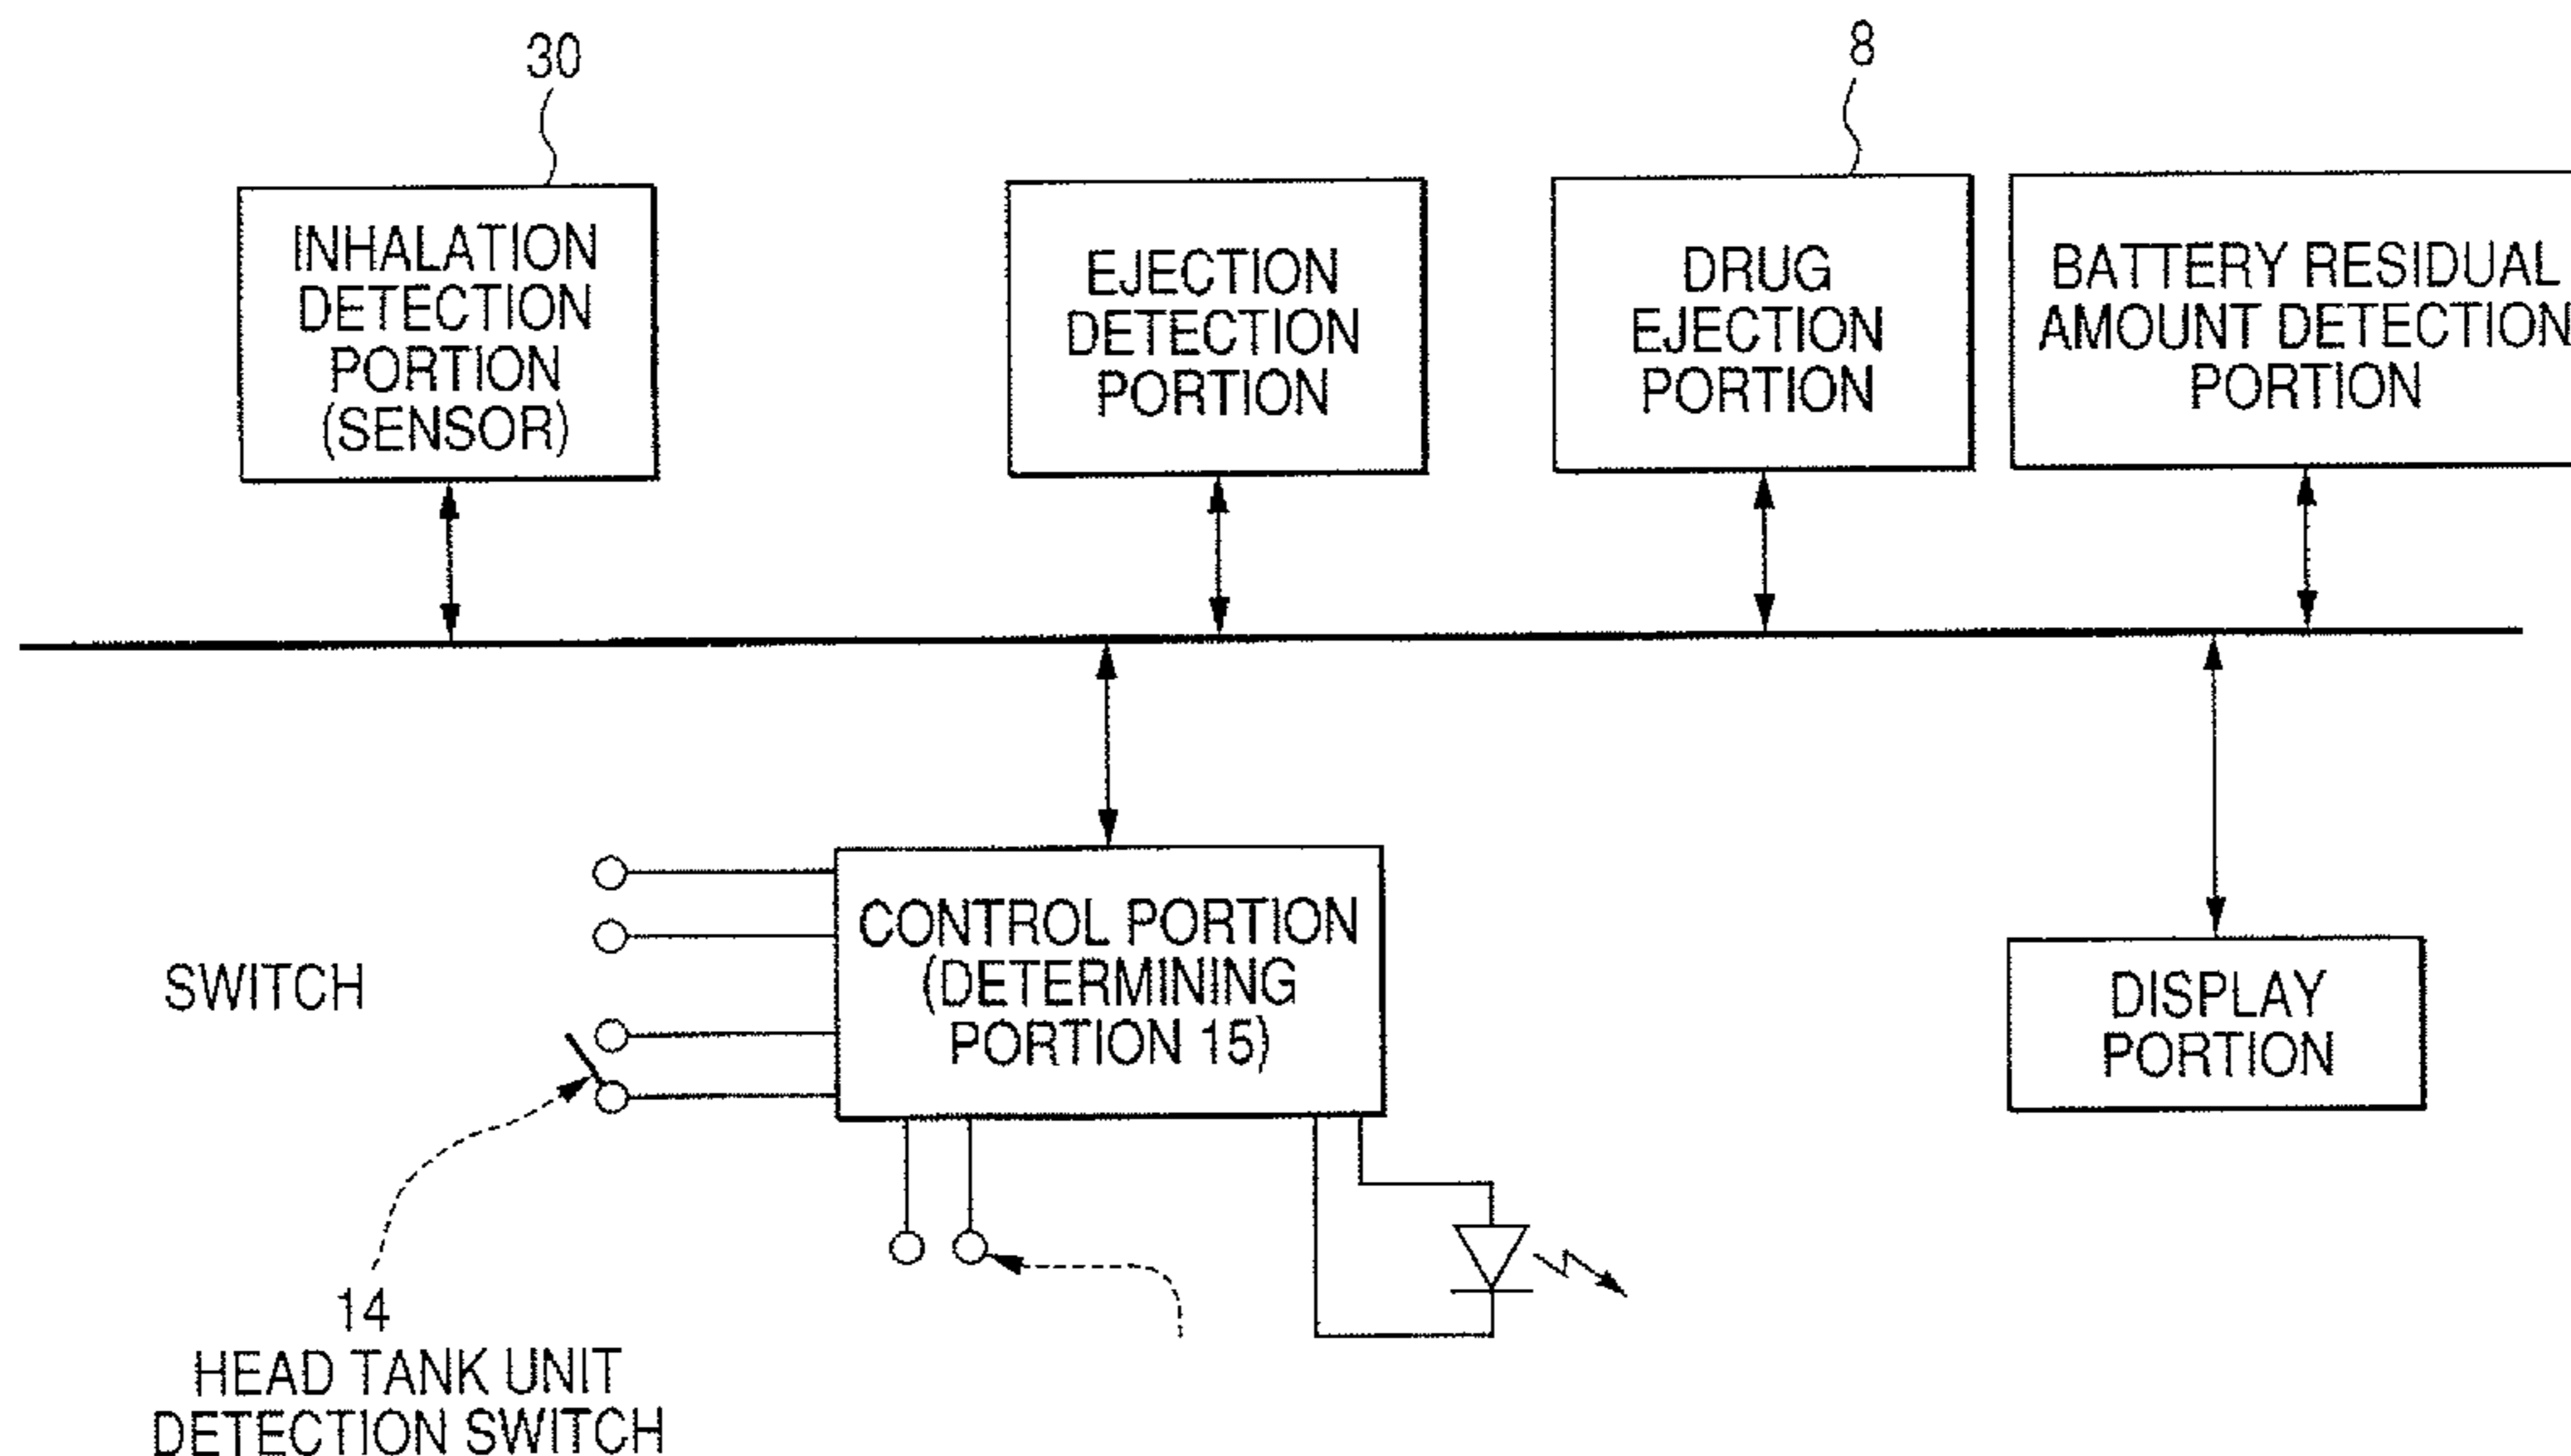 30
8
INHALATION
DETECTION
PORTION
(SENSOR)
EJECTION
DETECTION
PORTION
DRUG
EJECTION
PORTION
BATTERY RESIDUAL
AMOUNT DETECTION
PORTION
SWITCH
CONTROL PORTION
(DETERMINING
PORTION 15)
DISPLAY
PORTION
14
HEAD TANK UNIT
DETECTION SWITCH